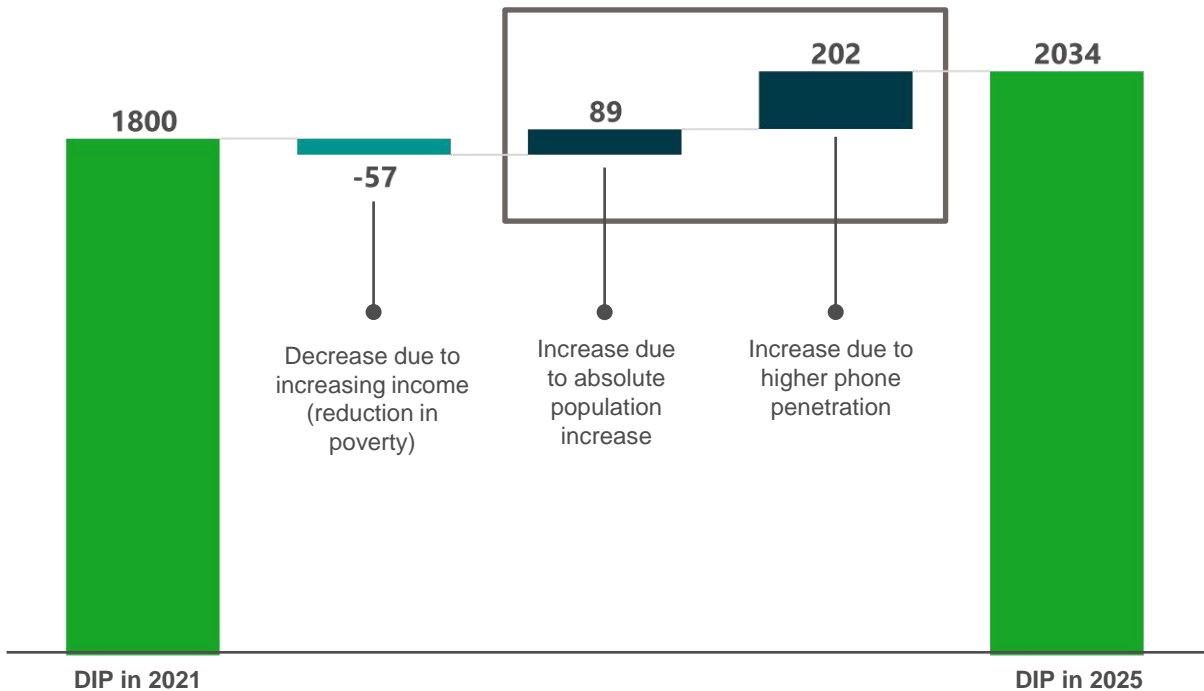 1800
-57
89
202
2034
Decrease due to
increasing income
(reduction in
poverty)
Increase due
to absolute
population
increase
Increase due to
higher phone
penetration
DIP in 2021
DIP in 2025